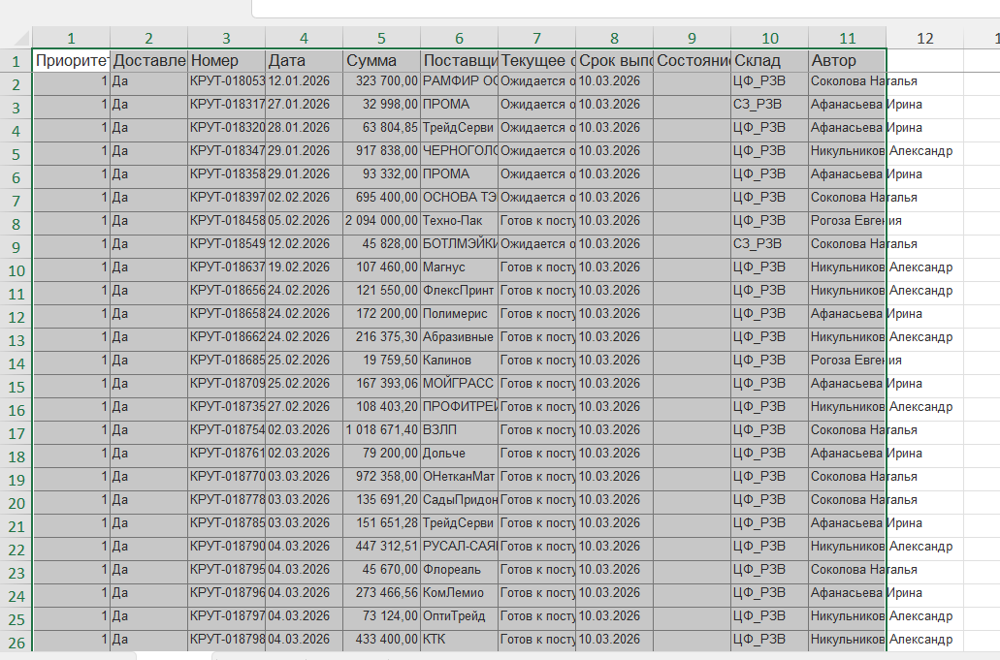 1 2 3 4 5 6 7 8 9 10 11 12
1 Приоритет Доставле Номер Дата Сумма Поставщи Текущее с Срок выпо Состояние Склад Автор
2 1 Да КРУТ-018053 12.01.2026 323 700,00 РАМФИР ОС Ожидается о 10.03.2026 ЦФ_РЗВ Соколова Наталья
3 1 Да КРУТ-018317 27.01.2026 32 998,00 ПРОМА Ожидается о 10.03.2026 СЗ_РЗВ Афанасьева Ирина
4 1 Да КРУТ-018320 28.01.2026 63 804,85 ТрейдСерви Ожидается о 10.03.2026 ЦФ_РЗВ Афанасьева Ирина
5 1 Да КРУТ-018347 29.01.2026 917 838,00 ЧЕРНОГОЛО Ожидается о 10.03.2026 ЦФ_РЗВ Никульников Александр
6 1 Да КРУТ-018358 29.01.2026 93 332,00 ПРОМА Ожидается о 10.03.2026 ЦФ_РЗВ Афанасьева Ирина
7 1 Да КРУТ-018397 02.02.2026 695 400,00 ОСНОВА ТЭ Ожидается о 10.03.2026 ЦФ_РЗВ Соколова Наталья
8 1 Да КРУТ-018458 05.02.2026 2 094 000,00 Техно-Пак Готов к посту 10.03.2026 ЦФ_РЗВ Рогоза Евгения
9 1 Да КРУТ-018549 12.02.2026 45 828,00 БОТЛМЭЙКИ Ожидается о 10.03.2026 СЗ_РЗВ Соколова Наталья
10 1 Да КРУТ-018637 19.02.2026 107 460,00 Магнус Готов к посту 10.03.2026 ЦФ_РЗВ Никульников Александр
11 1 Да КРУТ-018656 24.02.2026 121 550,00 ФлексПринт Готов к посту 10.03.2026 ЦФ_РЗВ Никульников Александр
12 1 Да КРУТ-018658 24.02.2026 172 200,00 Полимерис Готов к посту 10.03.2026 ЦФ_РЗВ Афанасьева Ирина
13 1 Да КРУТ-018662 24.02.2026 216 375,30 Абразивные Готов к посту 10.03.2026 ЦФ_РЗВ Никульников Александр
14 1 Да КРУТ-018685 25.02.2026 19 759,50 Калинов Готов к посту 10.03.2026 ЦФ_РЗВ Рогоза Евгения
15 1 Да КРУТ-018709 25.02.2026 167 393,06 МОЙГРАСС Готов к посту 10.03.2026 ЦФ_РЗВ Афанасьева Ирина
16 1 Да КРУТ-018735 27.02.2026 108 403,20 ПРОФИТРЕЙ Готов к посту 10.03.2026 ЦФ_РЗВ Никульников Александр
17 1 Да КРУТ-018754 02.03.2026 1 018 671,40 ВЗЛП Готов к посту 10.03.2026 ЦФ_РЗВ Соколова Наталья
18 1 Да КРУТ-018761 02.03.2026 79 200,00 Дольче Готов к посту 10.03.2026 ЦФ_РЗВ Афанасьева Ирина
19 1 Да КРУТ-018770 03.03.2026 972 358,00 ОНетканМат Готов к посту 10.03.2026 ЦФ_РЗВ Соколова Наталья
20 1 Да КРУТ-018778 03.03.2026 135 691,20 СадыПридон Готов к посту 10.03.2026 ЦФ_РЗВ Соколова Наталья
21 1 Да КРУТ-018785 03.03.2026 151 651,28 ТрейдСерви Готов к посту 10.03.2026 ЦФ_РЗВ Афанасьева Ирина
22 1 Да КРУТ-018790 04.03.2026 447 312,51 РУСАЛ-САЯН Готов к посту 10.03.2026 ЦФ_РЗВ Никульников Александр
23 1 Да КРУТ-018795 04.03.2026 45 670,00 Флореаль Готов к посту 10.03.2026 ЦФ_РЗВ Соколова Наталья
24 1 Да КРУТ-018796 04.03.2026 273 466,56 КомЛемио Готов к посту 10.03.2026 ЦФ_РЗВ Афанасьева Ирина
25 1 Да КРУТ-018797 04.03.2026 73 124,00 ОптиТрейд Готов к посту 10.03.2026 ЦФ_РЗВ Никульников Александр
26 1 Да КРУТ-018798 04.03.2026 433 400,00 КТК Готов к посту 10.03.2026 ЦФ_РЗВ Никульников Александр